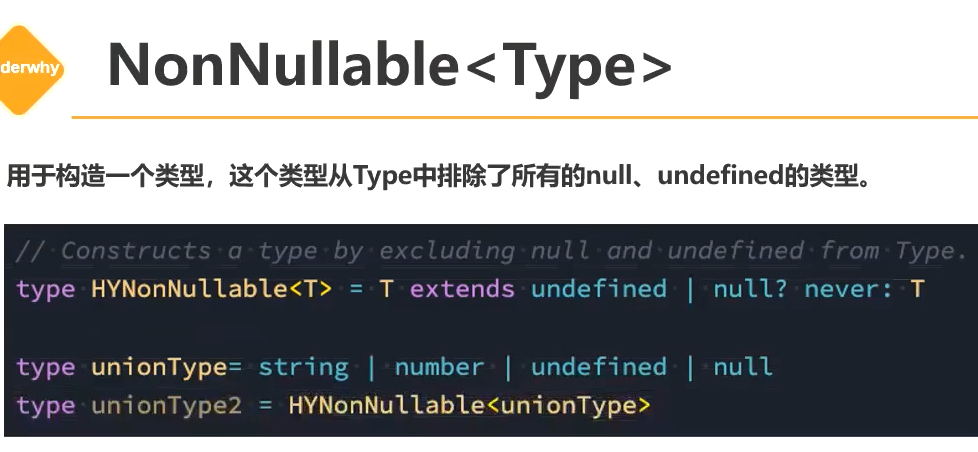 derwhy
NonNullable<Type>
用于构造一个类型，这个类型从Type中排除了所有的null、undefined的类型。
// Constructs a type by excluding null and undefined from Type.
type HYNonNullable<T> = T extends undefined | null? never: T
type unionType= string | number | undefined | null
type unionType2 = HYNonNullable<unionType>